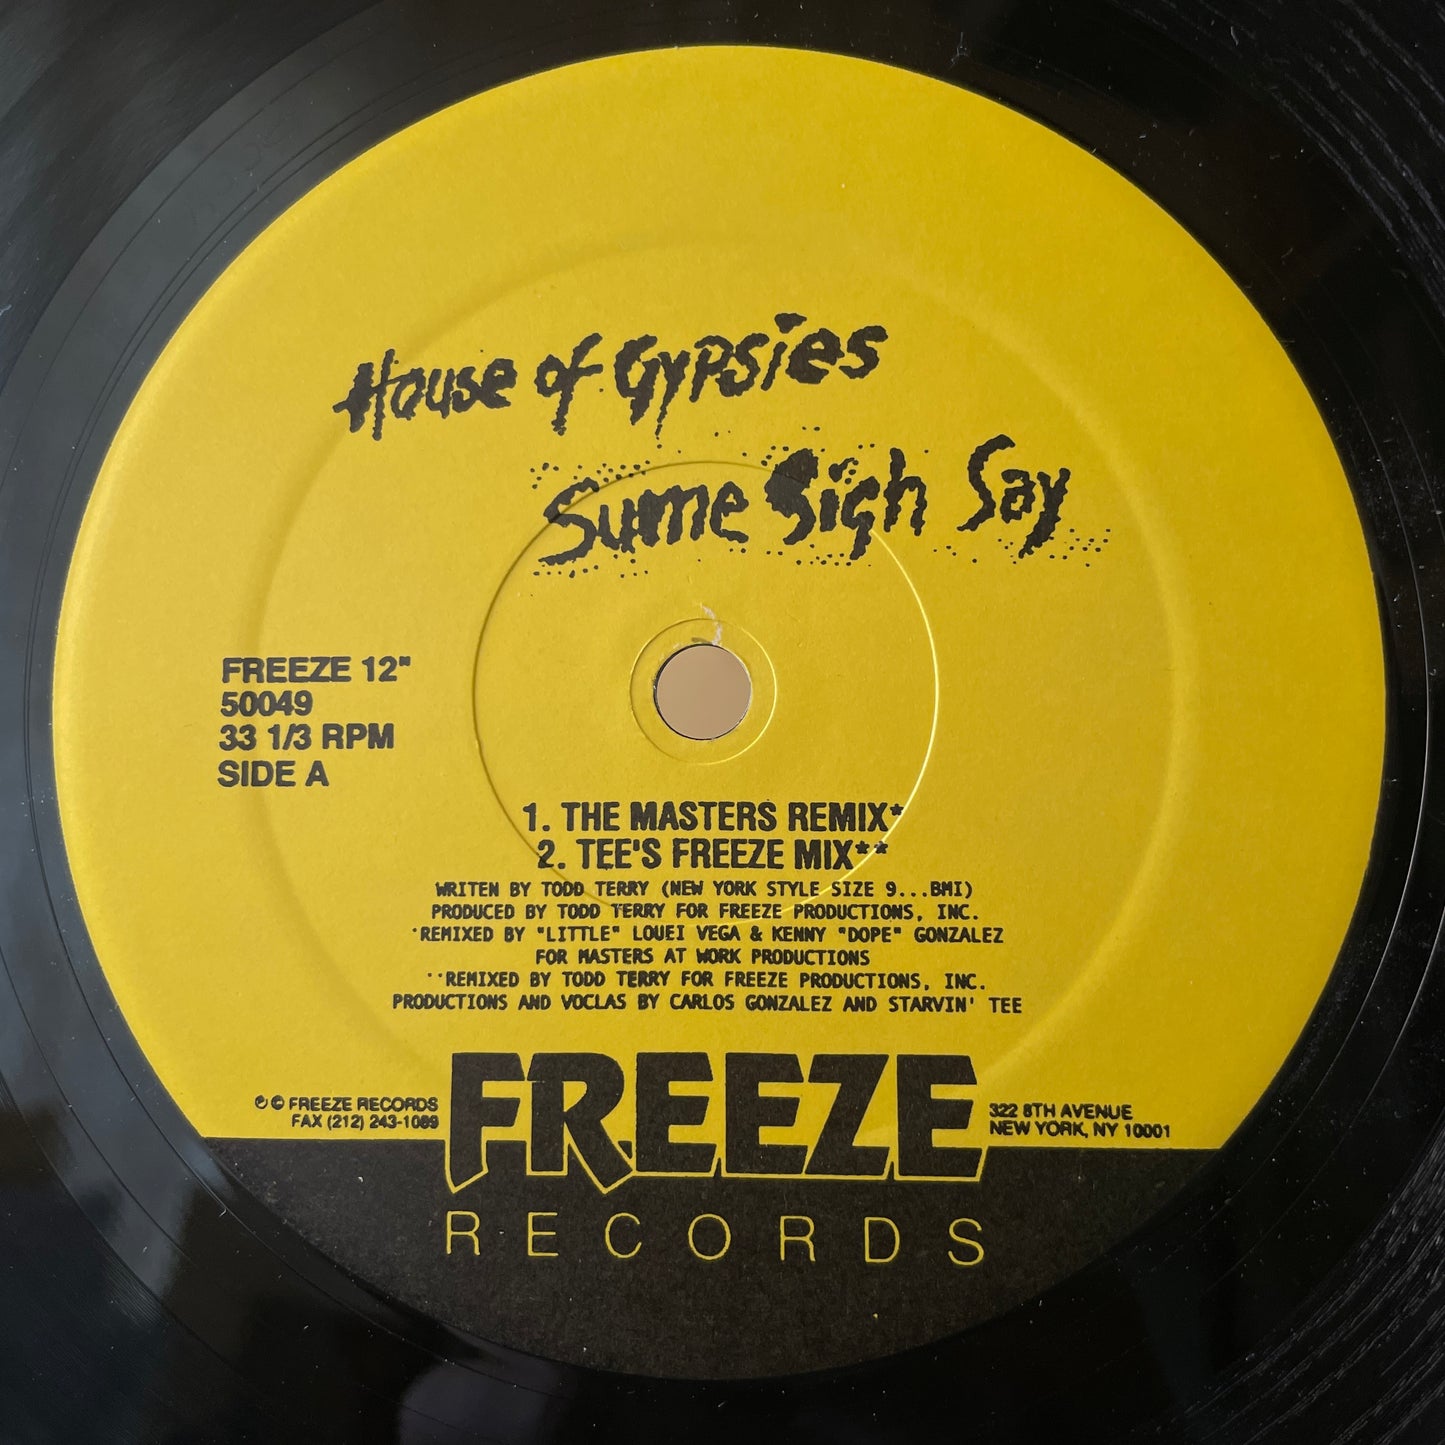 House of Gypsies
Sume Sigh Say
FREEZE 12"
50049
33 1/3 RPM
SIDE A
1. THE MASTERS REMIX*
2. TEE'S FREEZE MIX**
WRITEN BY TODD TERRY (NEW YORK STYLE SIZE 9...BMI)
PRODUCED BY TODD TERRY FOR FREEZE PRODUCTIONS, INC.
*REMIXED BY "LITTLE" LOUEI VEGA & KENNY "DOPE" GONZALEZ
FOR MASTERS AT WORK PRODUCTIONS
**REMIXED BY TODD TERRY FOR FREEZE PRODUCTIONS, INC.
PRODUCTIONS AND VOCLAS BY CARLOS GONZALEZ AND STARVIN' TEE
℗ © FREEZE RECORDS
FAX (212) 243-1089
FREEZE
RECORDS
322 8TH AVENUE
NEW YORK, NY 10001